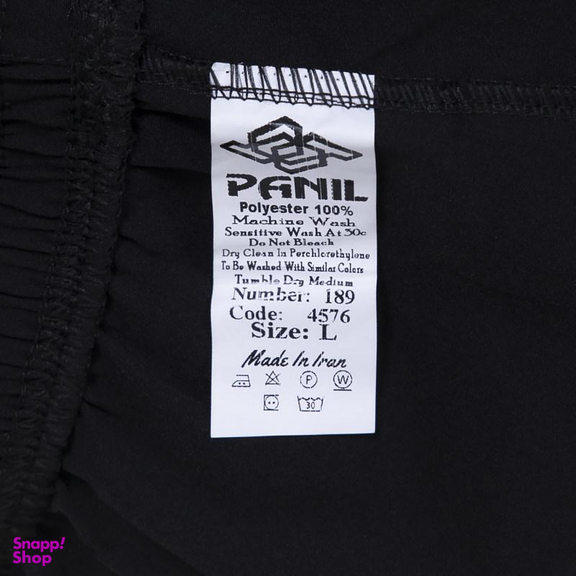 PANIL
Polyester 100%
Machine Wash
Sensitive Wash At 30c
Do Not Bleach
Dry Clean In Perchlorethylone
To Be Washed With Similar Colors
Tumble Dry Medium
Number: 189
Code: 4576
Size: L
Made In Iran
P
W
30
Snapp!
Shop